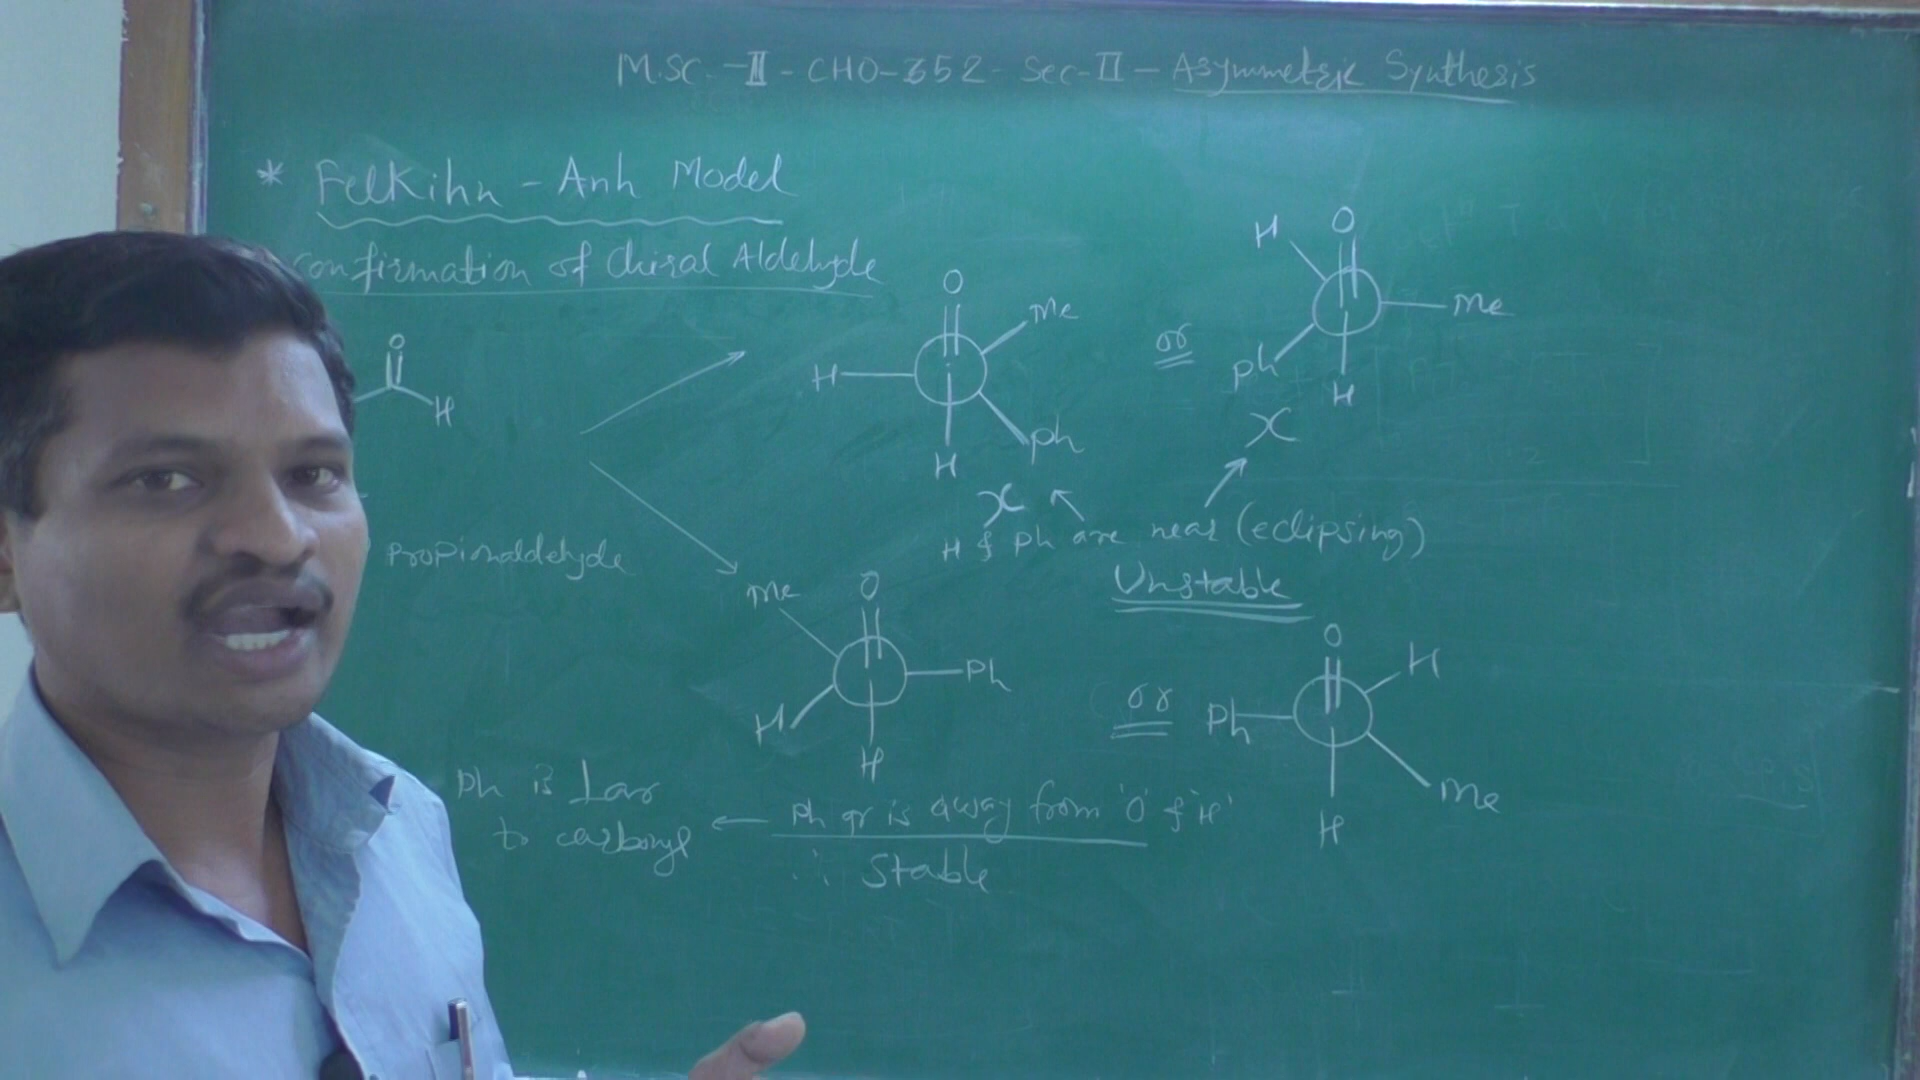 M.SC.-II-CHO-352-Sec-II-Asymmetric Synthesis
* Felkihn-Anh Model
Confirmation of Chiral Aldehyde
O
H
O
Me
H
Ph
H
or
H
O
Me
Ph
H
X
X
H & Ph are near (eclipsing)
Unstable
Propionaldehyde
Me
O
Ph
H
H
or
O
H
Ph
Me
H
Ph is Lar
to carbonyl
← Ph gr is away from 'O' & 'H'
∴ Stable